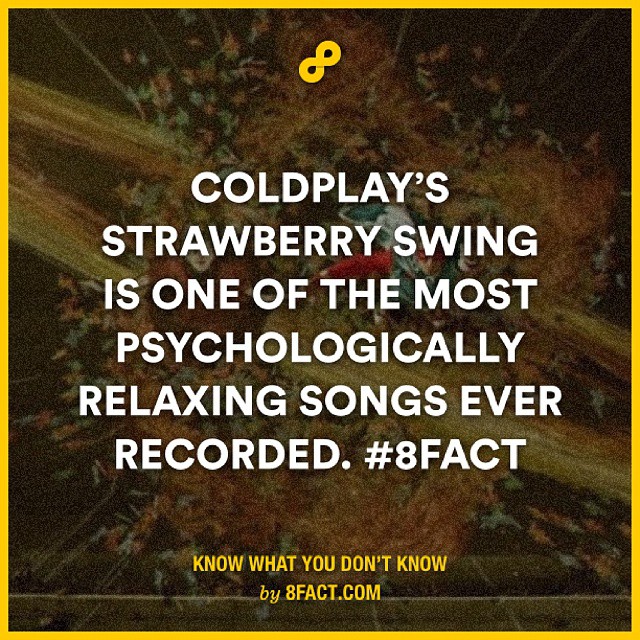 COLDPLAY'S
STRAWBERRY SWING
IS ONE OF THE MOST
PSYCHOLOGICALLY
RELAXING SONGS EVER
RECORDED. #8FACT
KNOW WHAT YOU DON'T KNOW
by 8FACT.COM